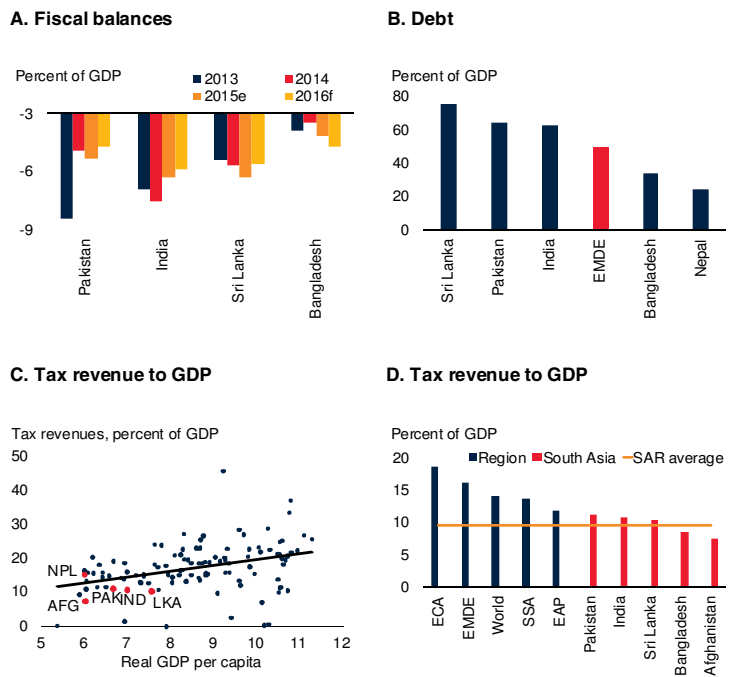 A. Fiscal balances
Percent of GDP
2013
2014
2015e
2016f
-3
-6
-9
Pakistan
India
Sri Lanka
Bangladesh
B. Debt
Percent of GDP
80
60
40
20
0
Sri Lanka
Pakistan
India
EMDE
Bangladesh
Nepal
C. Tax revenue to GDP
Tax revenues, percent of GDP
50
40
30
20
10
0
NPL
AFG
PAK
IND
LKA
5 6 7 8 9 10 11 12
Real GDP per capita
D. Tax revenue to GDP
Percent of GDP
Region South Asia SAR average
20
15
10
5
0
ECA
EMDE
World
SSA
EAP
Pakistan
India
Sri Lanka
Bangladesh
Afghanistan